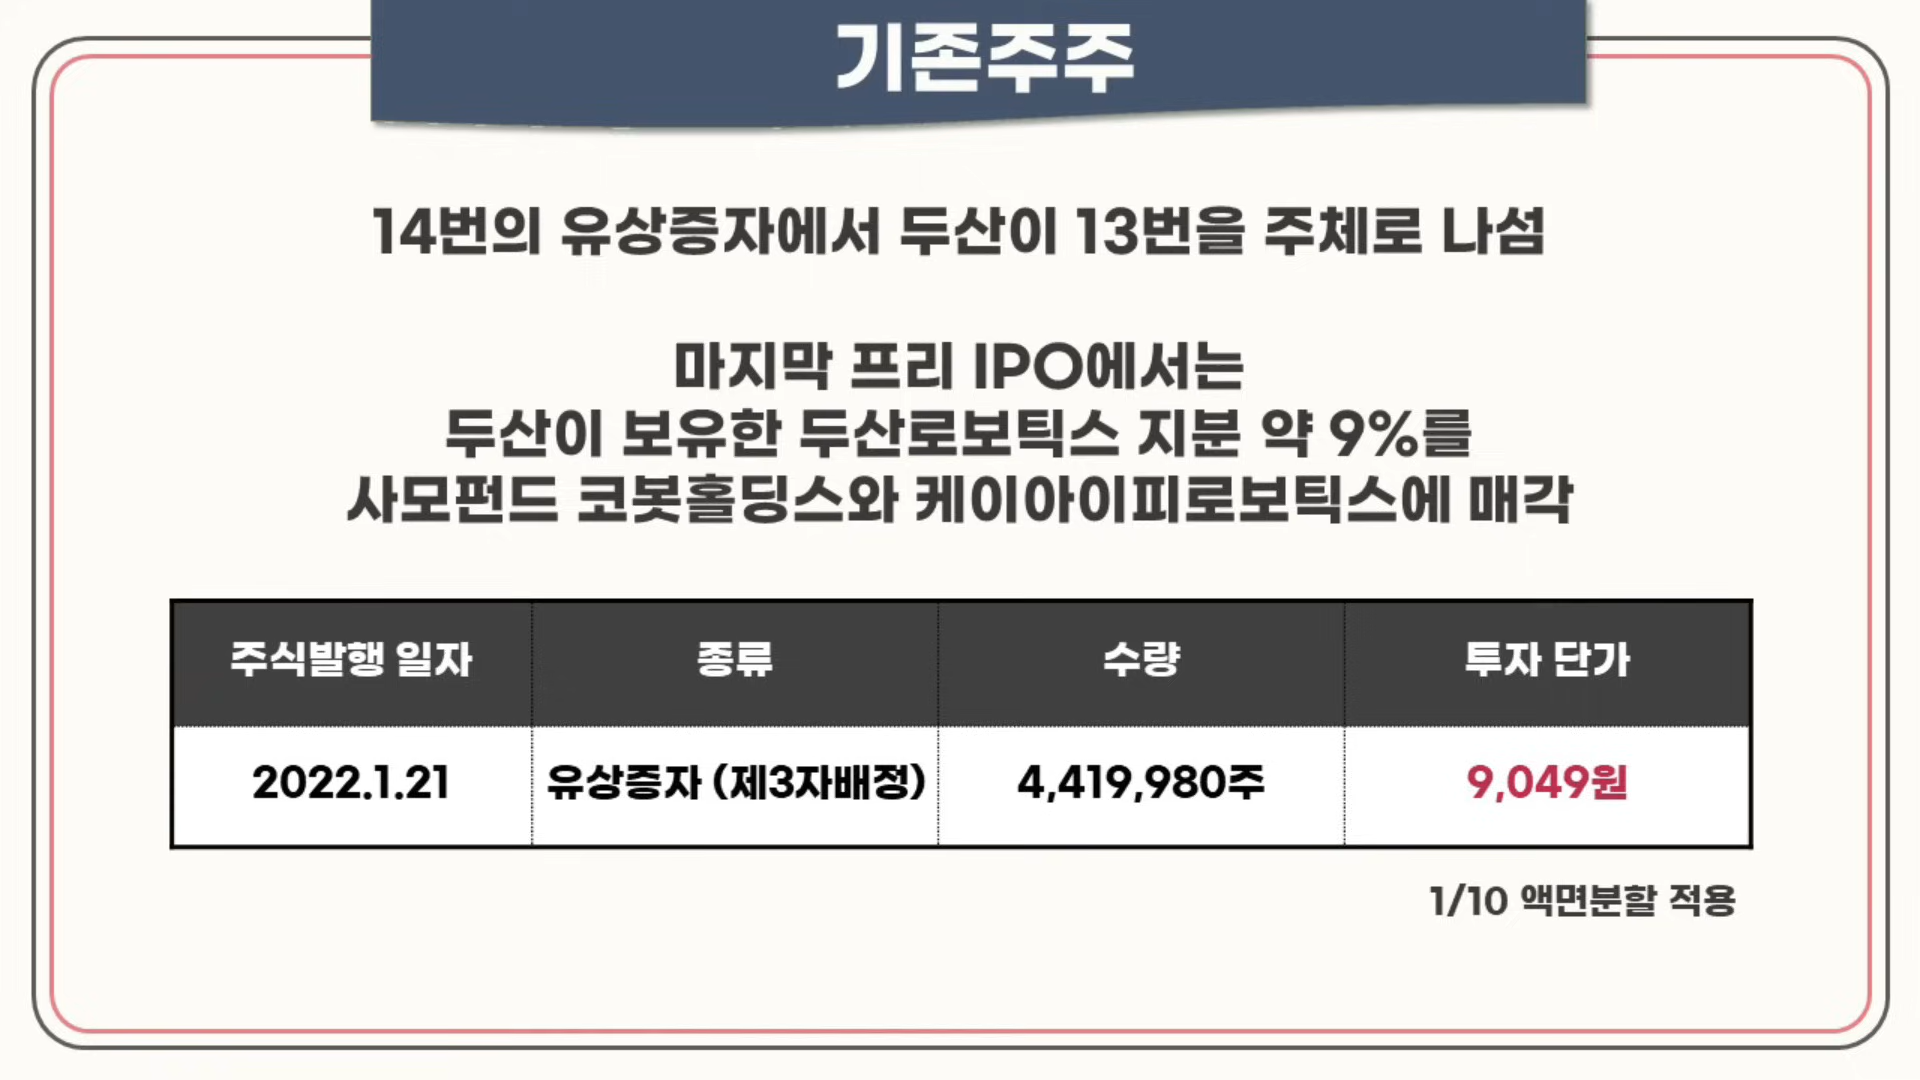 기존주주
14번의 유상증자에서 두산이 13번을 주체로 나섬
마지막 프리 IPO에서는
두산이 보유한 두산로보틱스 지분 약 9%를
사모펀드 코봇홀딩스와 케이아이피로보틱스에 매각
주식발행 일자 종류 수량 투자 단가
2022.1.21 유상증자 (제3자배정) 4,419,980주 9,049원
1/10 액면분할 적용